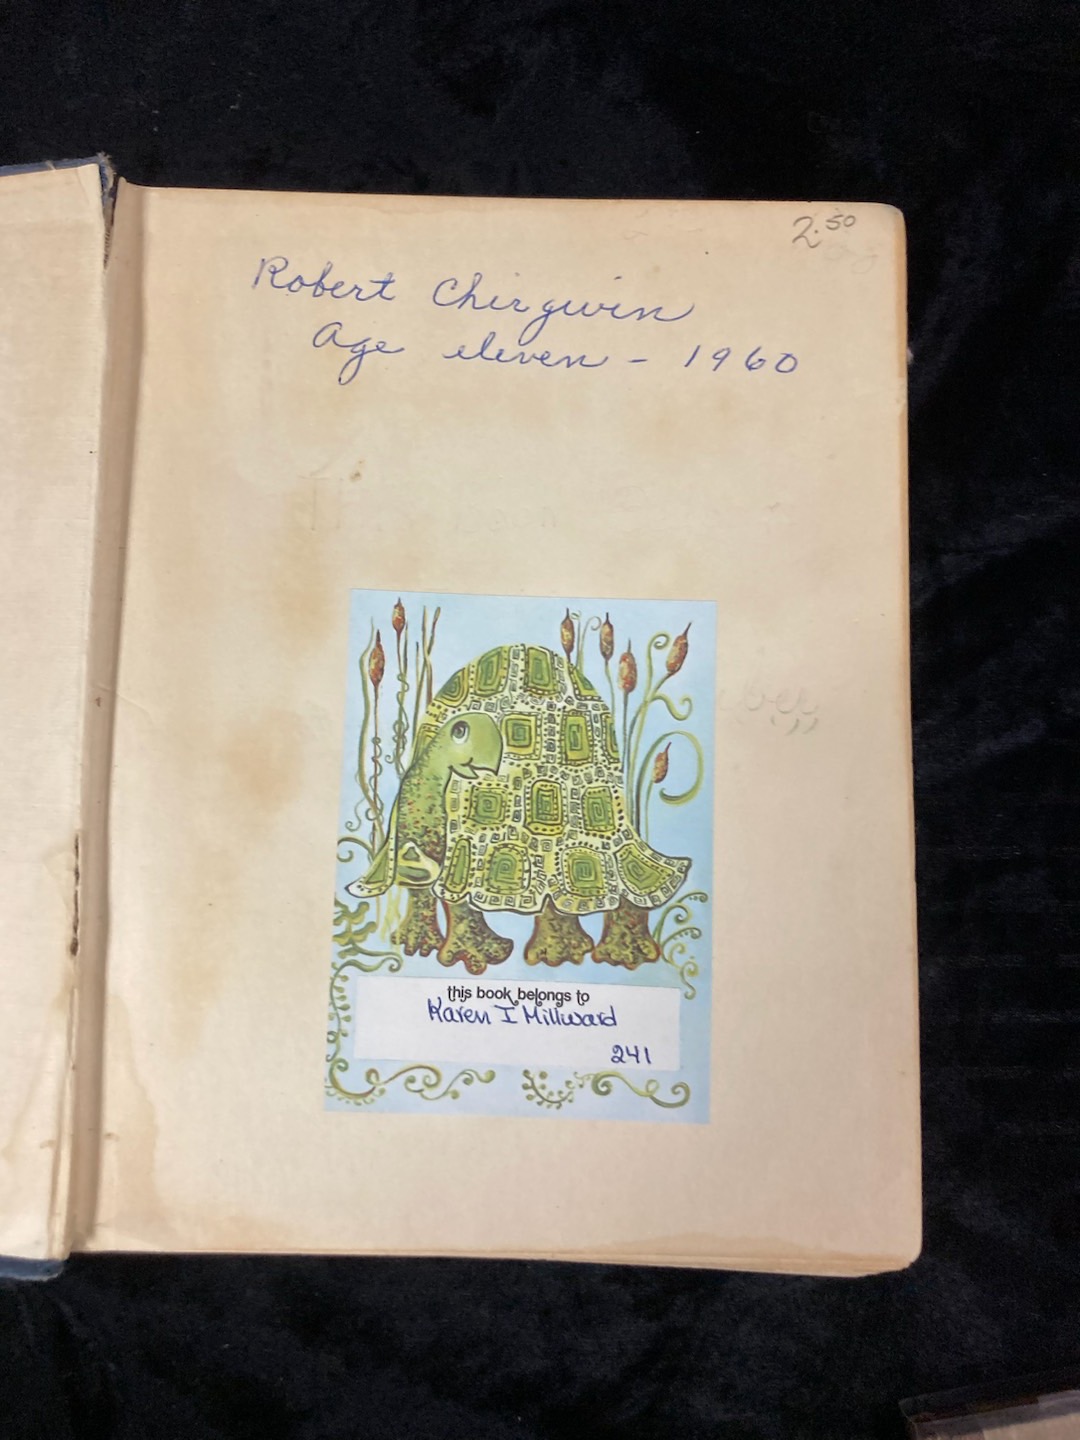 2.50
Robert Chirgwin
Age eleven - 1960
this book belongs to
Karen I Millward
241